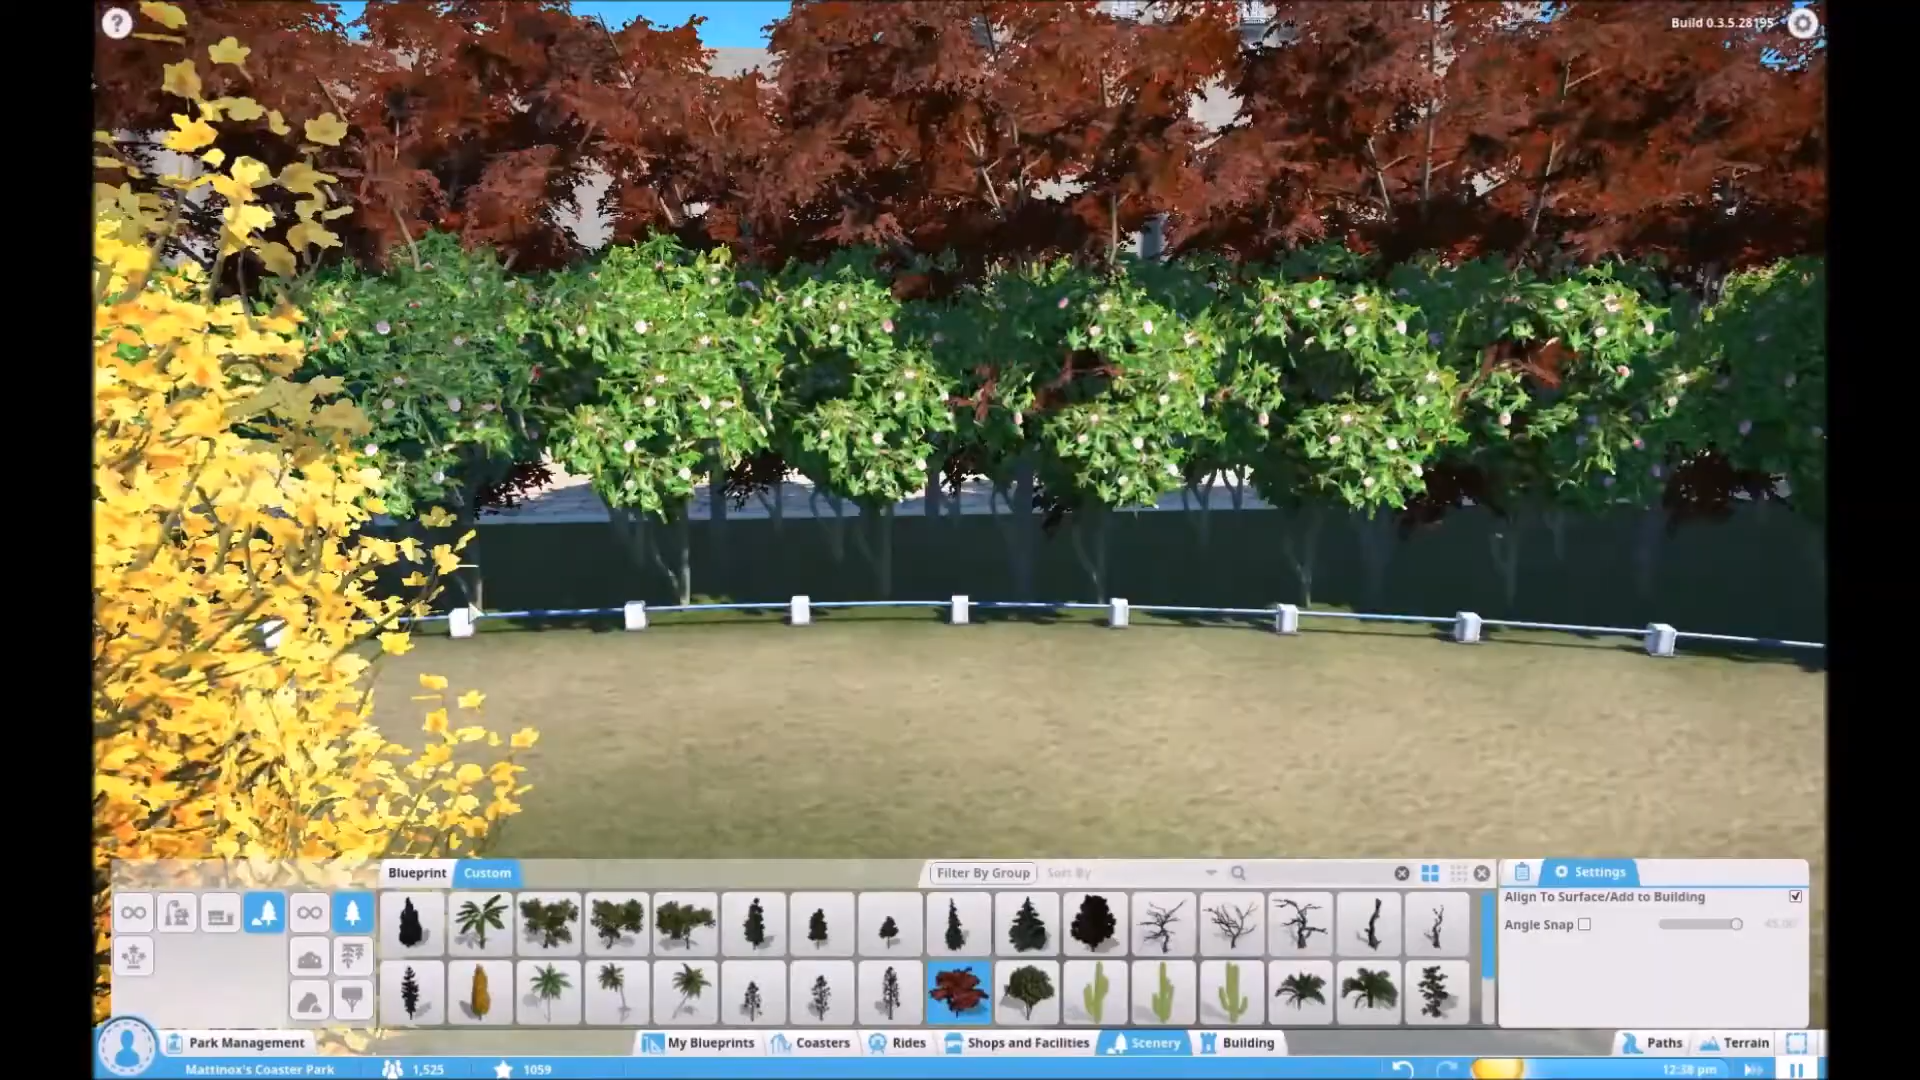 ?
Build 0.3.5.28195
Blueprint
Custom
Filter By Group
Sort By
Settings
Align To Surface/Add to Building
Angle Snap
45.00°
Park Management
My Blueprints
Coasters
Rides
Shops and Facilities
Scenery
Building
Paths
Terrain
Mattinox's Coaster Park
1,525
1059
12:38 pm